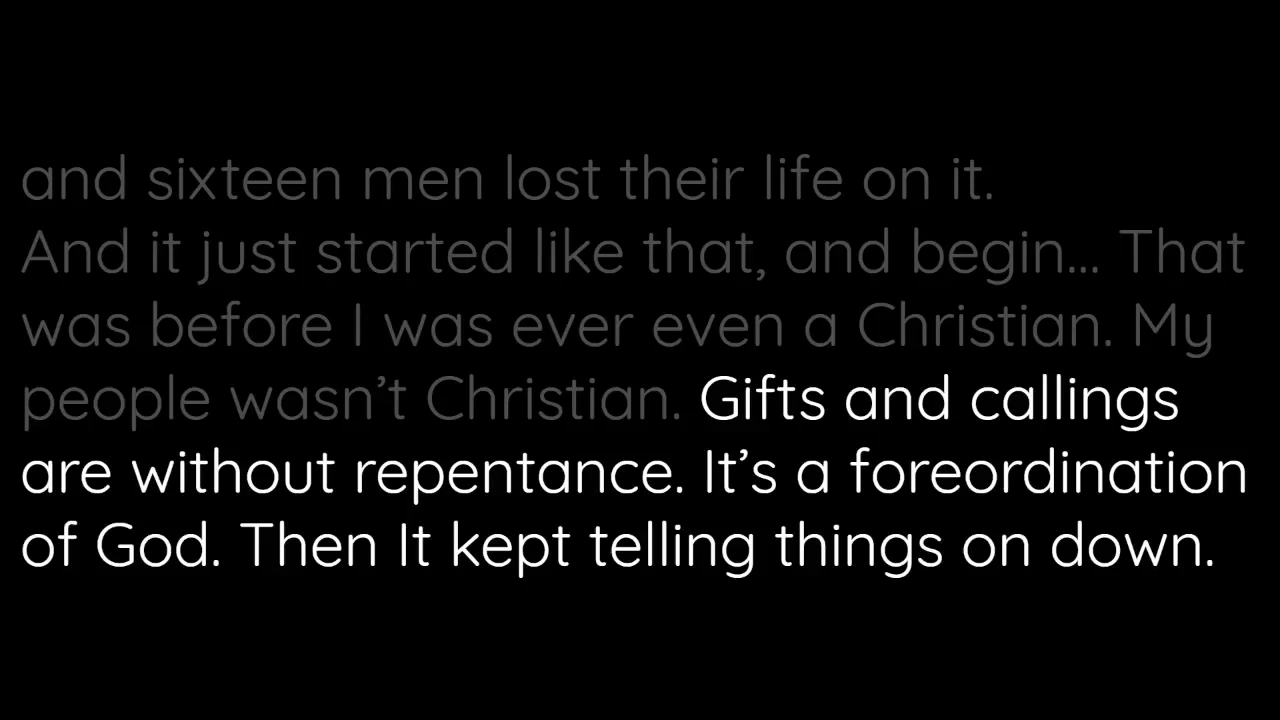 and sixteen men lost their life on it.
And it just started like that, and begin... That
was before I was ever even a Christian. My
people wasn’t Christian. Gifts and callings
are without repentance. It’s a foreordination
of God. Then It kept telling things on down.